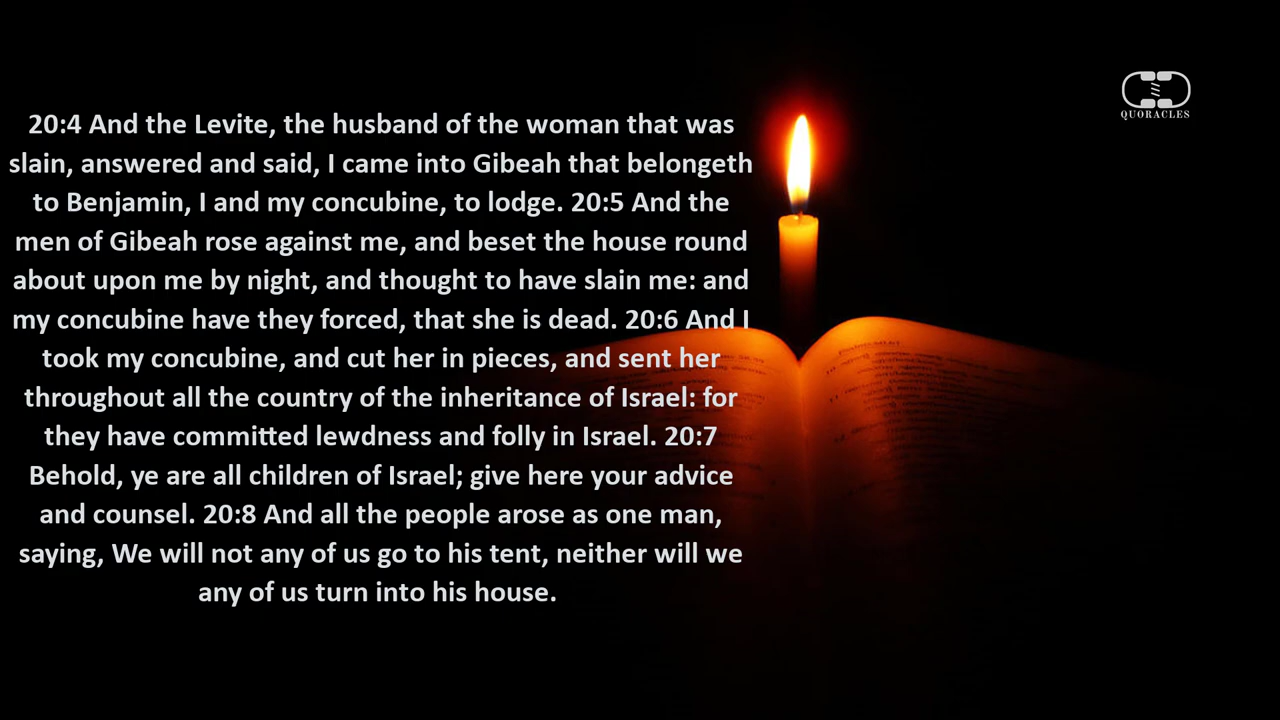 20:4 And the Levite, the husband of the woman that was
slain, answered and said, I came into Gibeah that belongeth
to Benjamin, I and my concubine, to lodge. 20:5 And the
men of Gibeah rose against me, and beset the house round
about upon me by night, and thought to have slain me: and
my concubine have they forced, that she is dead. 20:6 And I
took my concubine, and cut her in pieces, and sent her
throughout all the country of the inheritance of Israel: for
they have committed lewdness and folly in Israel. 20:7
Behold, ye are all children of Israel; give here your advice
and counsel. 20:8 And all the people arose as one man,
saying, We will not any of us go to his tent, neither will we
any of us turn into his house.
QUORACLES